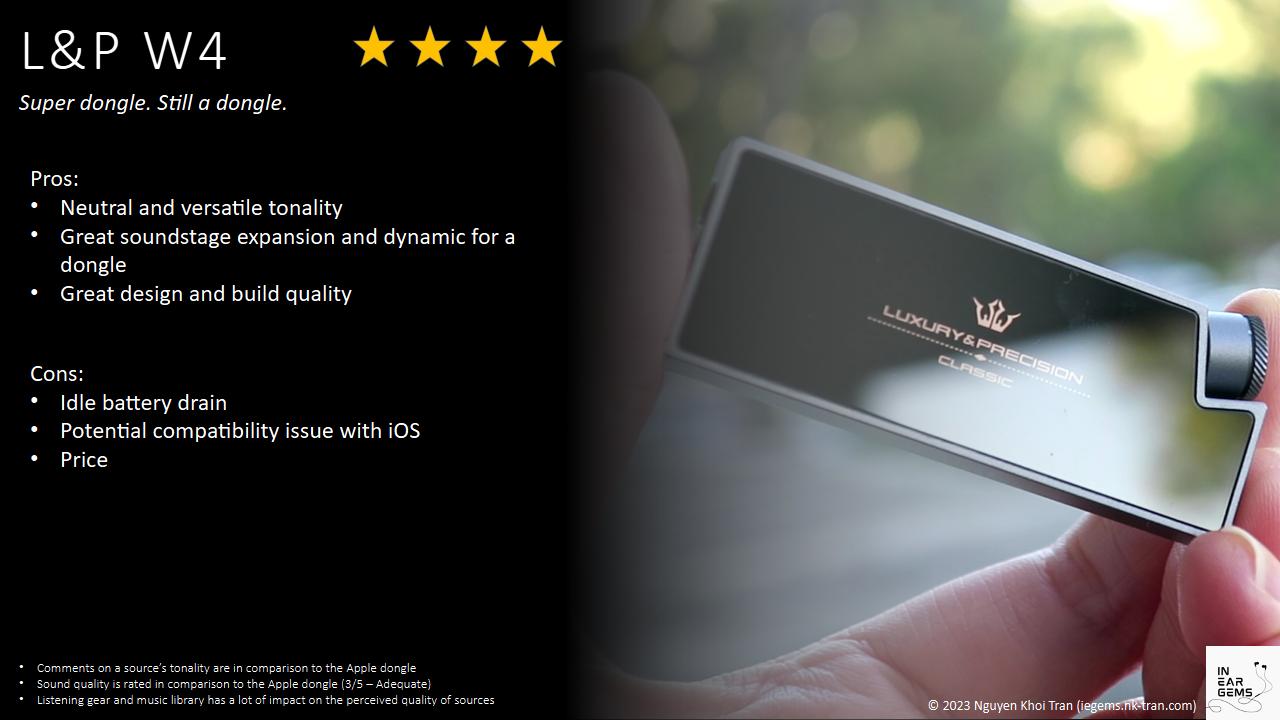 L&P W4
Super dongle. Still a dongle.
Pros:
• Neutral and versatile tonality
• Great soundstage expansion and dynamic for a
dongle
• Great design and build quality
Cons:
• Idle battery drain
• Potential compatibility issue with iOS
• Price
• Comments on a source's tonality are in comparison to the Apple dongle
• Sound quality is rated in comparison to the Apple dongle (3/5 – Adequate)
• Listening gear and music library has a lot of impact on the perceived quality of sources
LUXURY&PRECISION
CLASSIC
© 2023 Nguyen Khoi Tran (iegems.nk-tran.com)
IN
EAR
GEMS